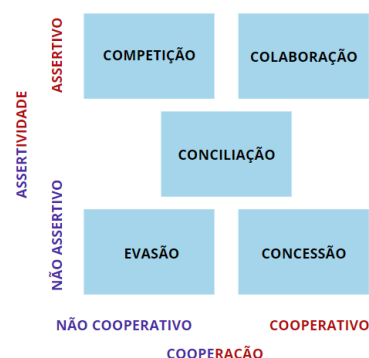 ASSERTIVO
COMPETIÇÃO
COLABORAÇÃO
ASSERTIVIDADE
CONCILIAÇÃO
NÃO ASSERTIVO
EVASÃO
CONCESSÃO
NÃO COOPERATIVO
COOPERATIVO
COOPERAÇÃO